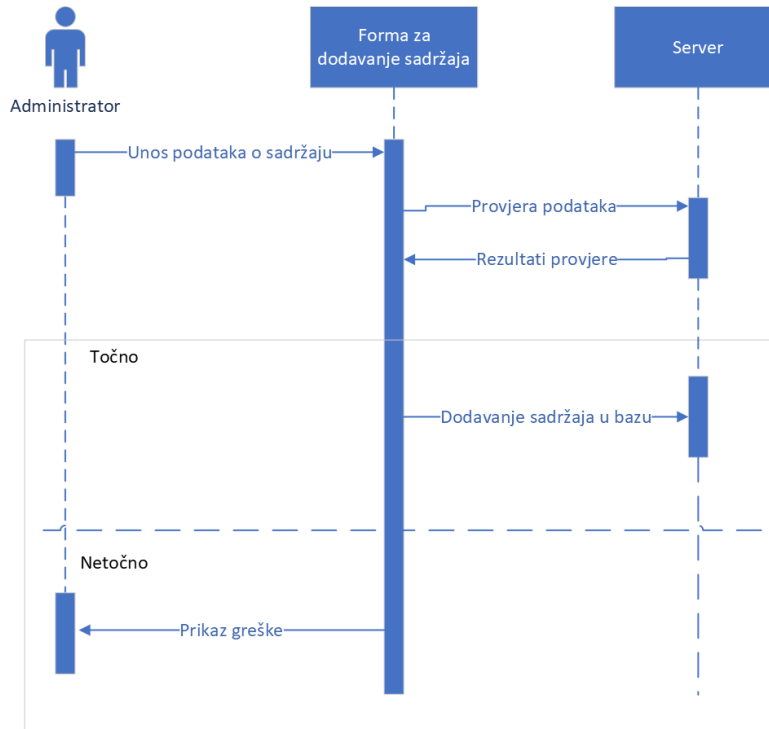 Forma za
dodavanje sadržaja
Server
Administrator
Unos podataka o sadržaju
Provjera podataka
Rezultati provjere
Točno
Dodavanje sadržaja u bazu
Netočno
Prikaz greške